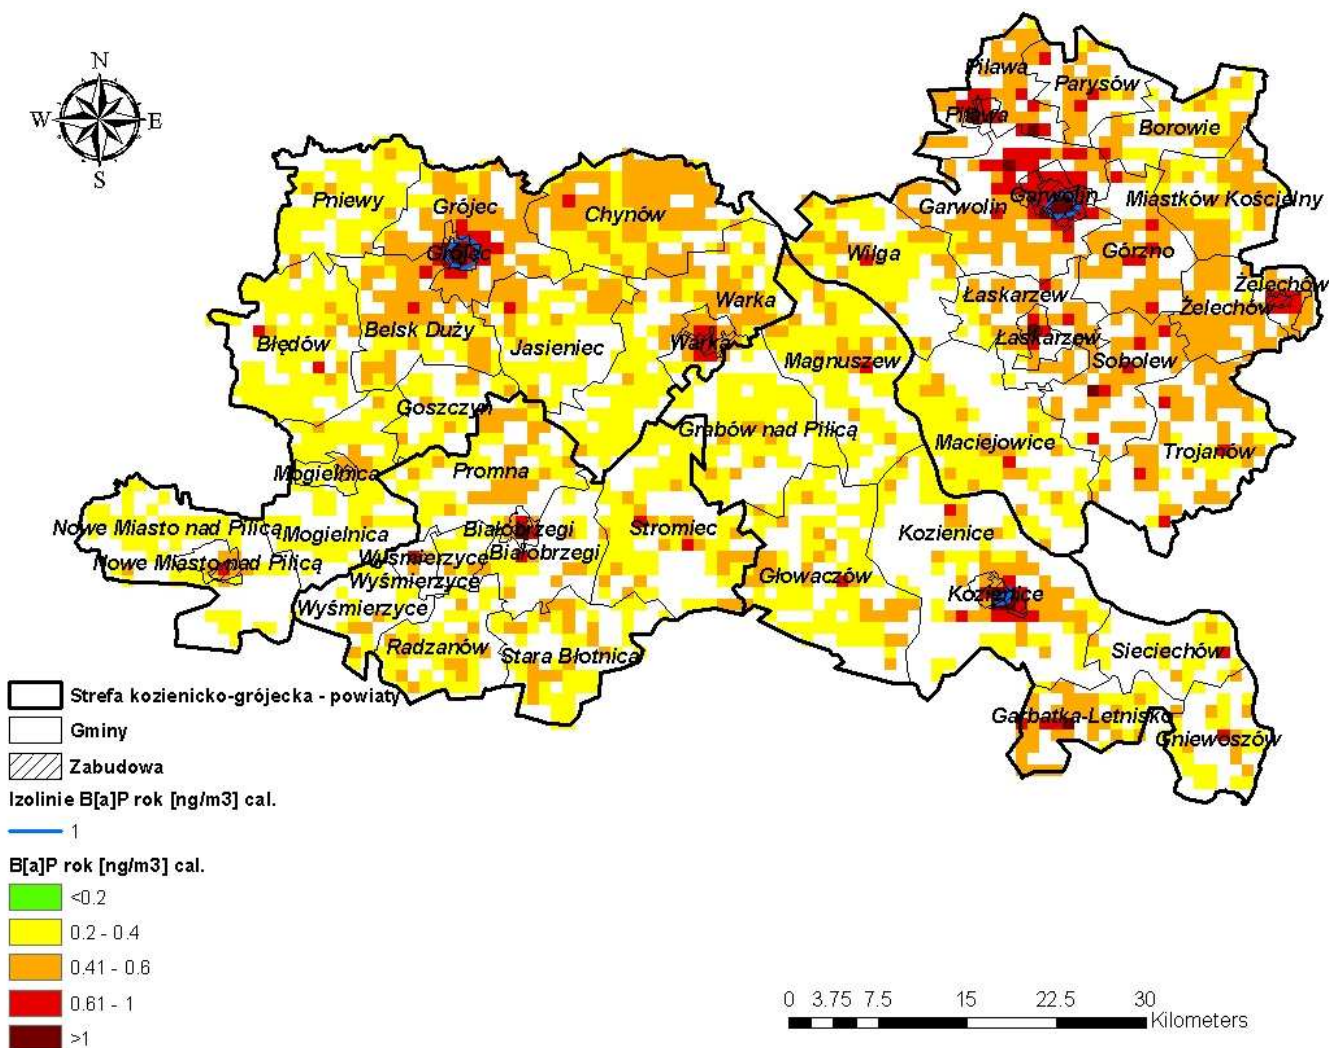 N
W E
S
Piława
Parysów
Piława
Borowie
Pniewy
Grójec
Chynów
Garwolin
Garwolin
Miastków Kościelny
Grójec
Wilga
Górzno
Żelechów
Warka
Łaskarzew
Żelechów
Błędów
Belsk Duży
Jasieniec
Warka
Magnuszew
Łaskarzew
Sobolew
Goszczyn
Grabów nad Pilicą
Maciejowice
Trojanów
Mogielnica
Promna
Nowe Miasto nad Pilicą
Mogielnica
Białobrzegi
Stromiec
Kozienice
Nowe Miasto nad Pilicą
Wyśmierzyce
Białobrzegi
Wyśmierzyce
Głowaczów
Wyśmierzyce
Kozienice
Radzanów
Stara Błotnica
Sieciechów
Garbatka-Letnisko
Gniewoszów
Strefa kozienicko-grójecka - powiaty
Gminy
Zabudowa
Izolinie B[a]P rok [ng/m3] cal.
1
B[a]P rok [ng/m3] cal.
<0.2
0.2 - 0.4
0.41 - 0.6
0.61 - 1
>1
0 3.75 7.5 15 22.5 30
Kilometers